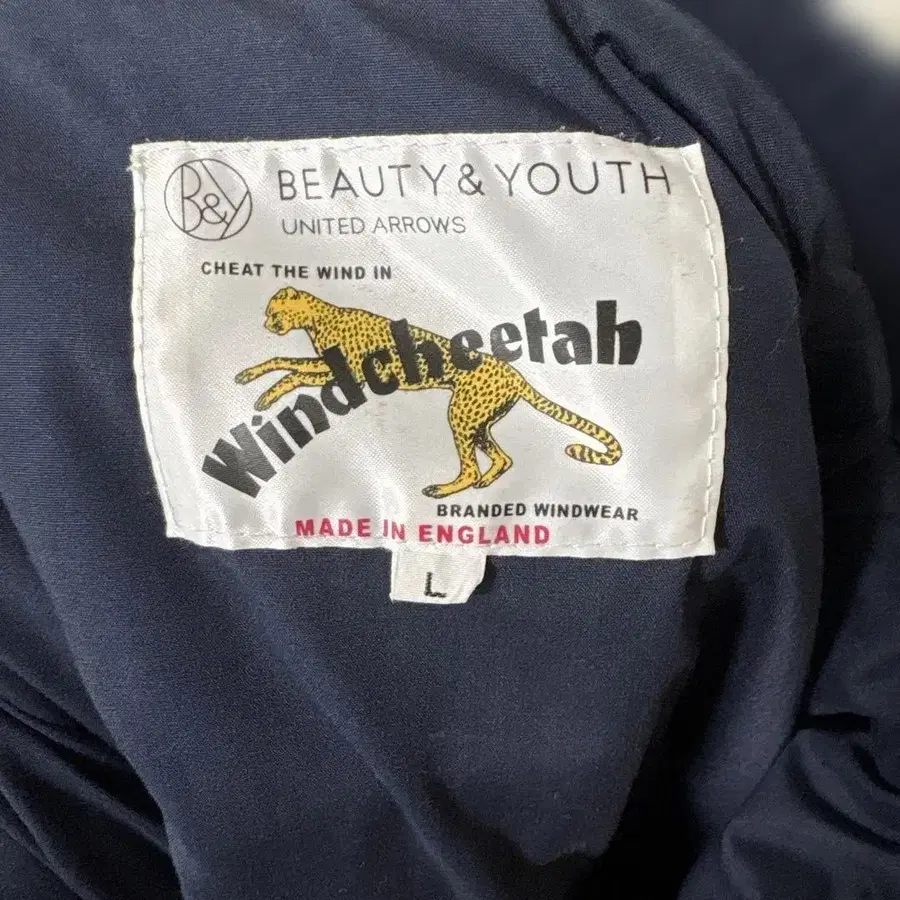 B&Y BEAUTY & YOUTH
UNITED ARROWS
CHEAT THE WIND IN
Windcheetah
BRANDED WINDWEAR
MADE IN ENGLAND
L